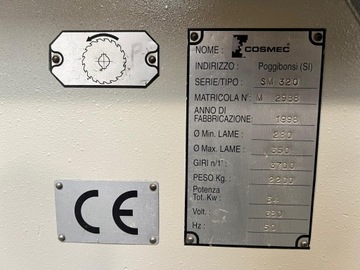 NOME : COSMEC
INDIRIZZO : Poggibonsi (SI)
SERIE/TIPO : SM 320
MATRICOLA N° M 2938
ANNO DI
FABBRICAZIONE: 1998
Ø Min. LAME : 280
Ø Max. LAME : 350
GIRI n/1' : 3700
PESO Kg. : 2200
Potenza
Tot. Kw : 54
Volt. : 380
Hz : 50
CE